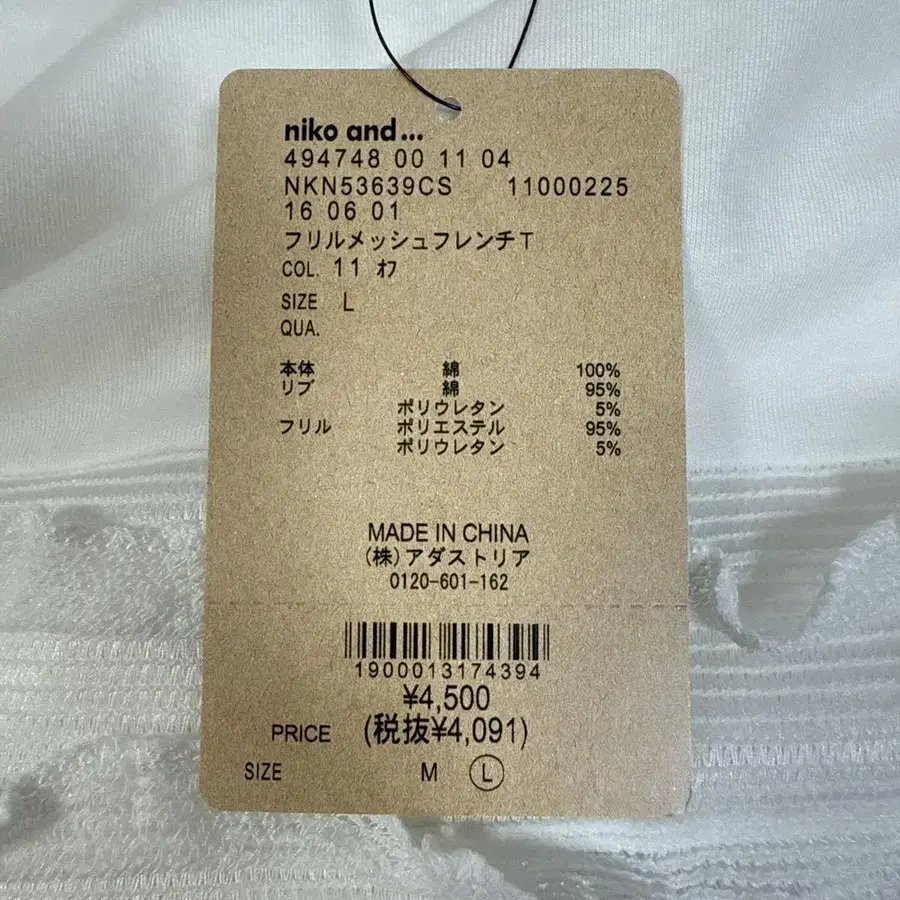 niko and...
494748 00 11 04
NKN53639CS 11000225
16 06 01
フリルメッシュフレンチT
COL. 11 ｵﾌ
SIZE L
QUA.
本体 綿 100%
リブ 綿 95%
ポリウレタン 5%
フリル ポリエステル 95%
ポリウレタン 5%
MADE IN CHINA
(株)アダストリア
0120-601-162
1900013174394
¥4,500
PRICE (税抜¥4,091)
SIZE M L